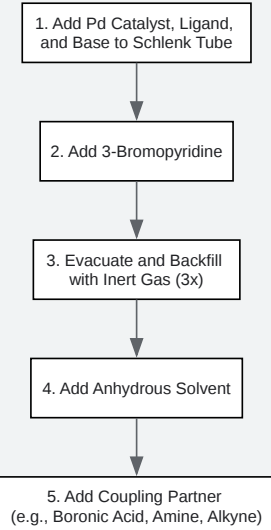 1. Add Pd Catalyst, Ligand,
and Base to Schlenk Tube
2. Add 3-Bromopyridine
3. Evacuate and Backfill
with Inert Gas (3x)
4. Add Anhydrous Solvent
5. Add Coupling Partner
(e.g., Boronic Acid, Amine, Alkyne)